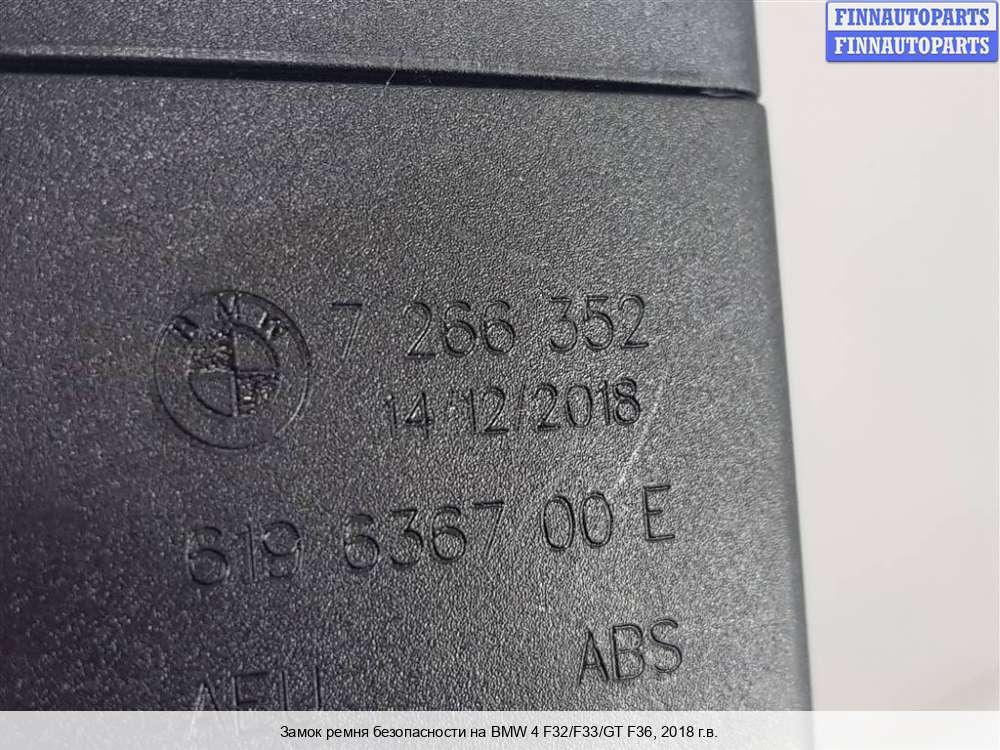 FINNAUTOPARTS
FINNAUTOPARTS
BMW
7 266 352
14/12/2018
619 6367 00 E
ABS
Замок ремня безопасности на BMW 4 F32/F33/GT F36, 2018 г.в.